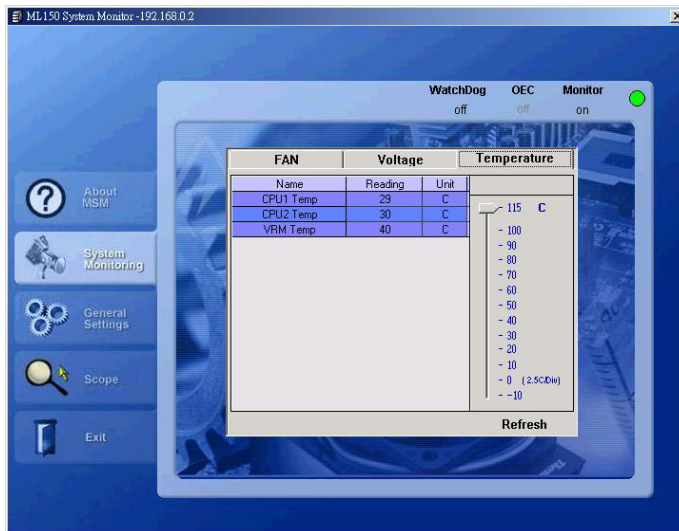 ML150 System Monitor -192.168.0.2
WatchDog OEC Monitor
off off on
FAN Voltage Temperature
Name Reading Unit
CPU1 Temp 29 C
CPU2 Temp 30 C
VRM Temp 40 C
115 C
100
90
80
70
60
50
40
30
20
10
0 (2.5C/Div)
-10
Refresh
About
MSM
System
Monitoring
General
Settings
Scope
Exit